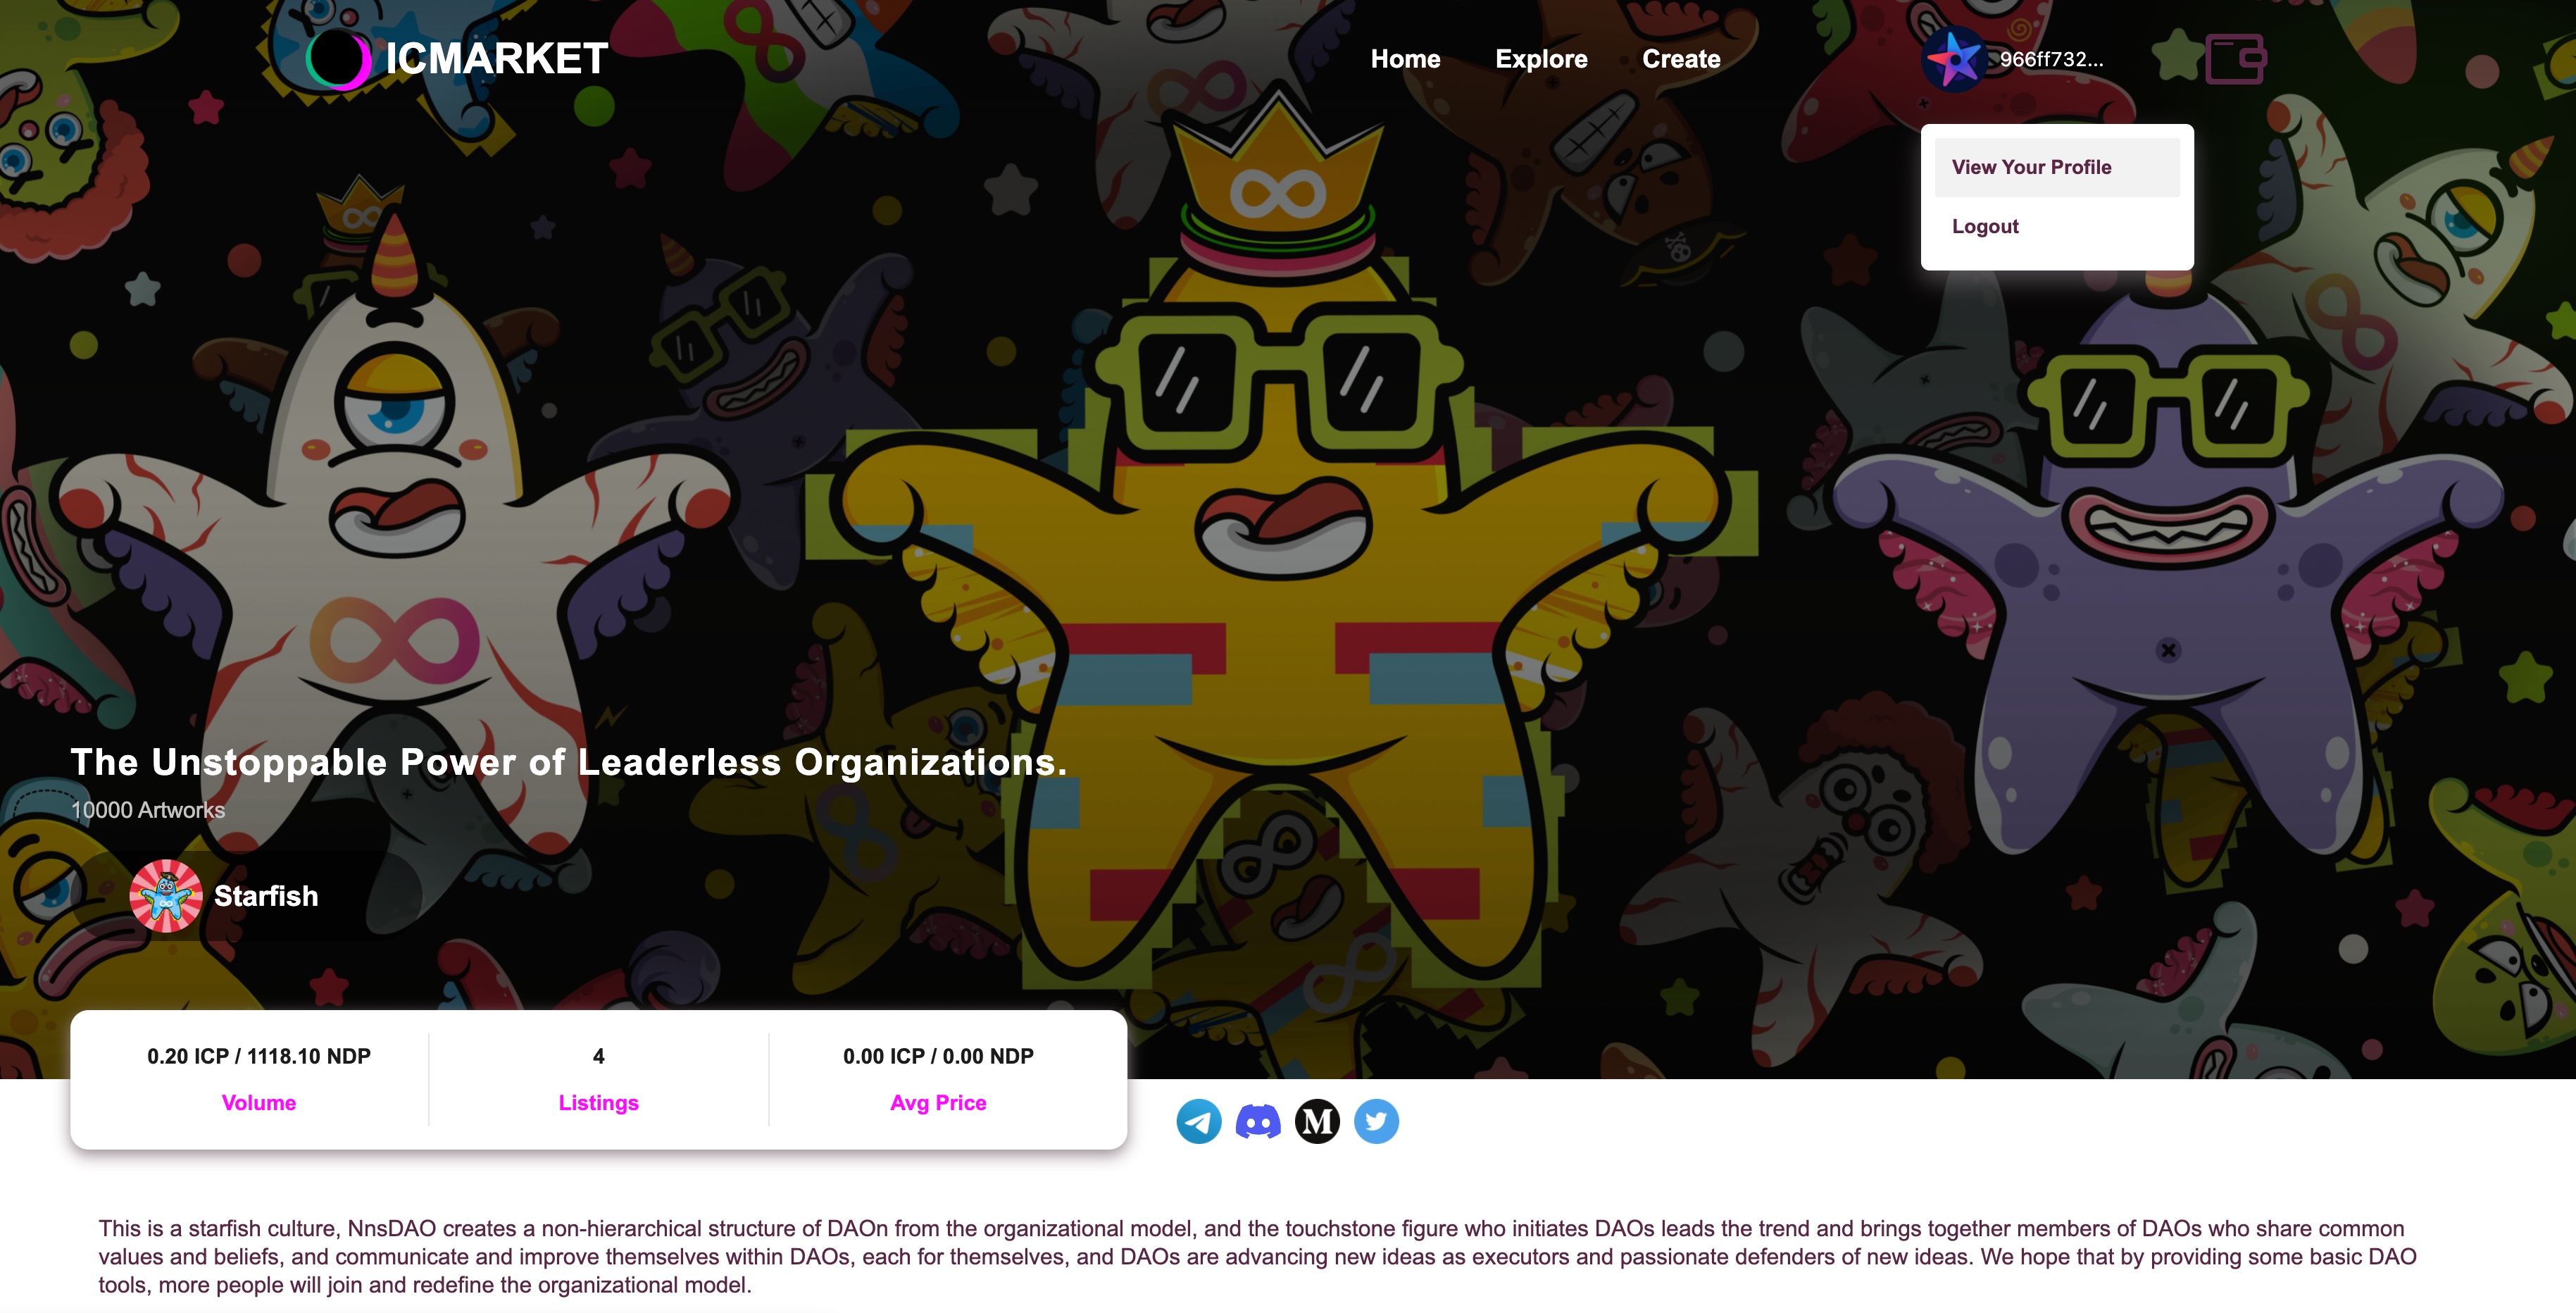 ICMARKET
Home
Explore
Create
966ff732...
View Your Profile
Logout
The Unstoppable Power of Leaderless Organizations.
10000 Artworks
Starfish
0.20 ICP / 1118.10 NDP
Volume
4
Listings
0.00 ICP / 0.00 NDP
Avg Price
M
This is a starfish culture, NnsDAO creates a non-hierarchical structure of DAOn from the organizational model, and the touchstone figure who initiates DAOs leads the trend and brings together members of DAOs who share common
values and beliefs, and communicate and improve themselves within DAOs, each for themselves, and DAOs are advancing new ideas as executors and passionate defenders of new ideas. We hope that by providing some basic DAO
tools, more people will join and redefine the organizational model.